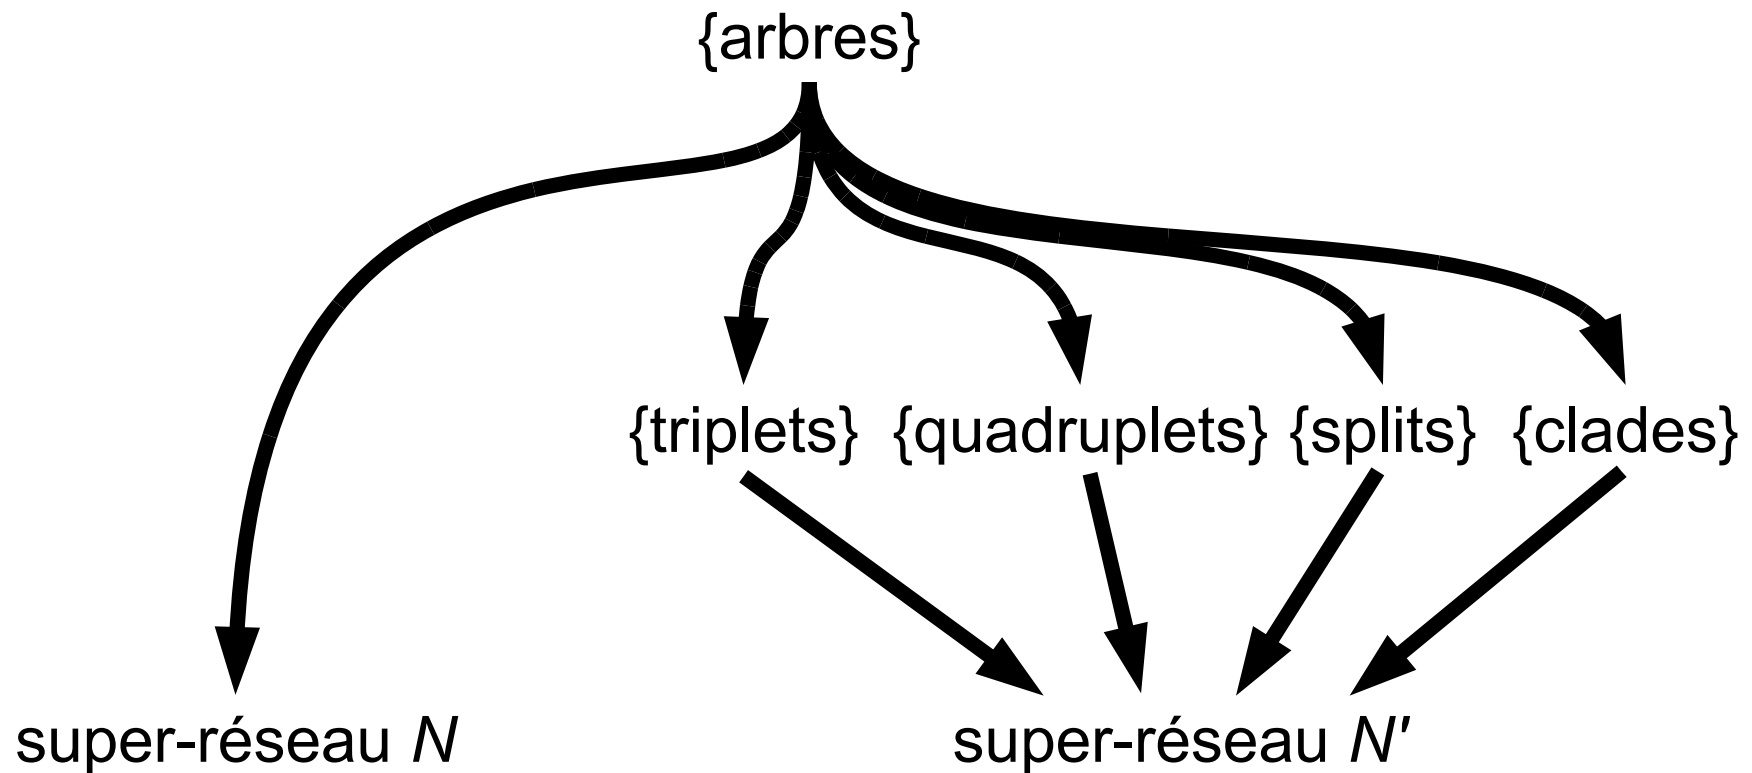 {arbres}
{triplets} {quadruplets} {splits} {clades}
super-réseau N super-réseau N'